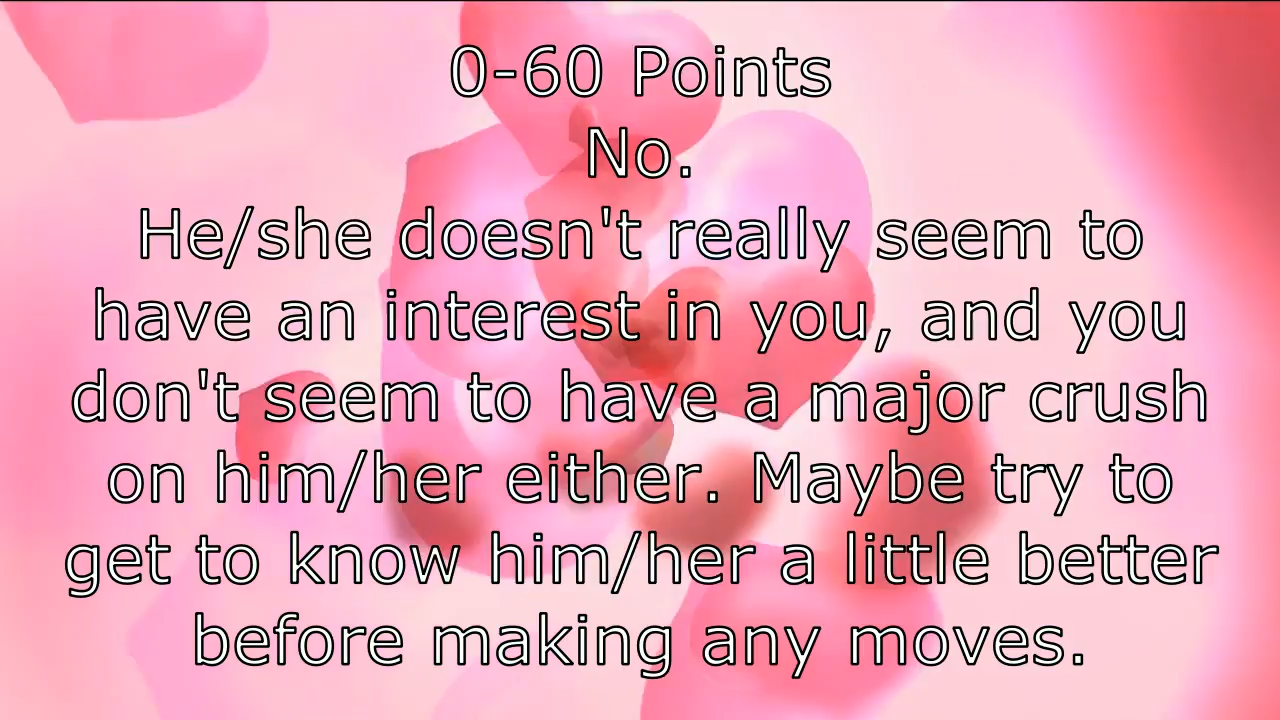 0-60 Points
No.
He/she doesn't really seem to
have an interest in you, and you
don't seem to have a major crush
on him/her either. Maybe try to
get to know him/her a little better
before making any moves.